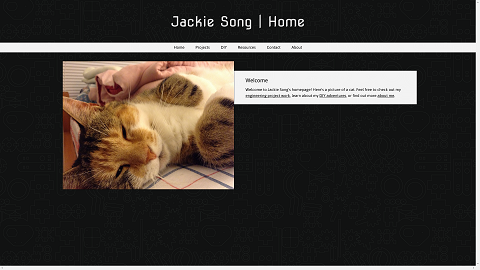 Jackie Song | Home
Home Projects DIY Resources Contact About
Welcome
Welcome to Jackie Song's homepage! Here's a picture of a cat. Feel free to check out my
engineering project work, learn about my DIY adventures, or find out more about me.